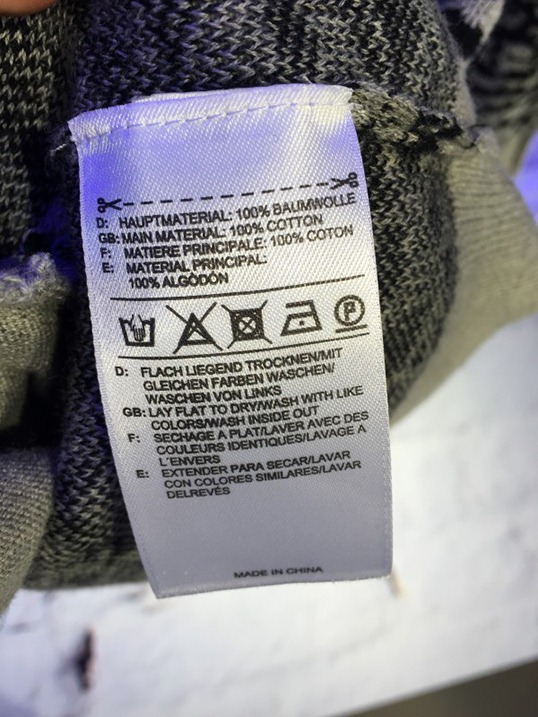 D: HAUPTMATERIAL: 100% BAUMWOLLE
GB: MAIN MATERIAL: 100% COTTON
F: MATIERE PRINCIPALE: 100% COTON
E: MATERIAL PRINCIPAL:
100% ALGODÓN
P
D: FLACH LIEGEND TROCKNEN/MIT
GLEICHEN FARBEN WASCHEN/
WASCHEN VON LINKS
GB: LAY FLAT TO DRY/WASH WITH LIKE
COLORS/WASH INSIDE OUT
F: SECHAGE A PLAT/LAVER AVEC DES
COULEURS IDENTIQUES/LAVAGE A
L'ENVERS
E: EXTENDER PARA SECAR/LAVAR
CON COLORES SIMILARES/LAVAR
DELREVÉS
MADE IN CHINA